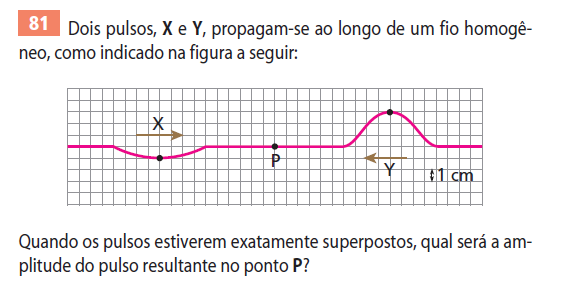 81 Dois pulsos, X e Y, propagam-se ao longo de um fio homogê-
neo, como indicado na figura a seguir:
X
P
Y
1 cm
Quando os pulsos estiverem exatamente superpostos, qual será a am-
plitude do pulso resultante no ponto P?